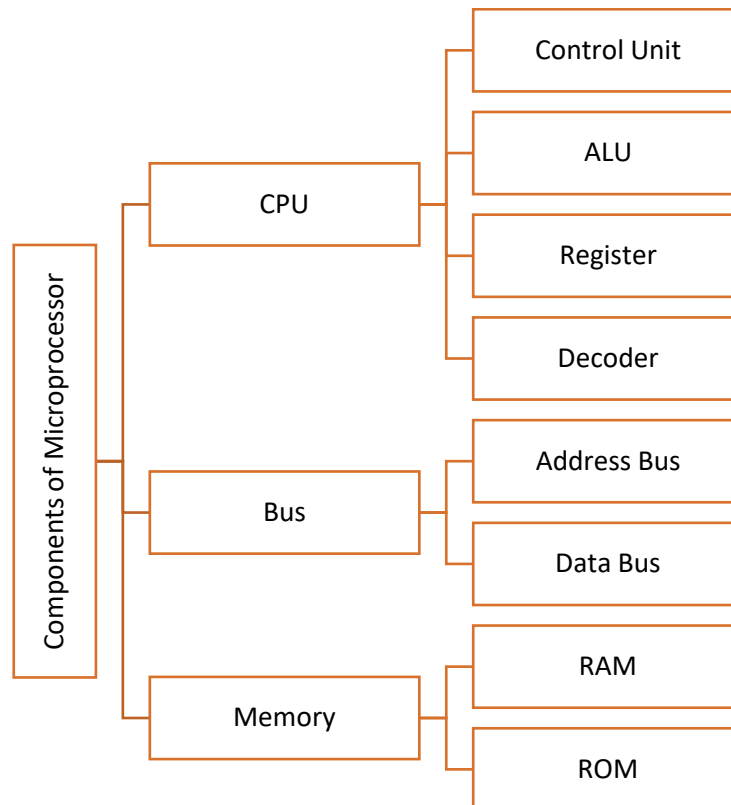 Components of Microprocessor
CPU
Control Unit
ALU
Register
Decoder
Bus
Address Bus
Data Bus
Memory
RAM
ROM